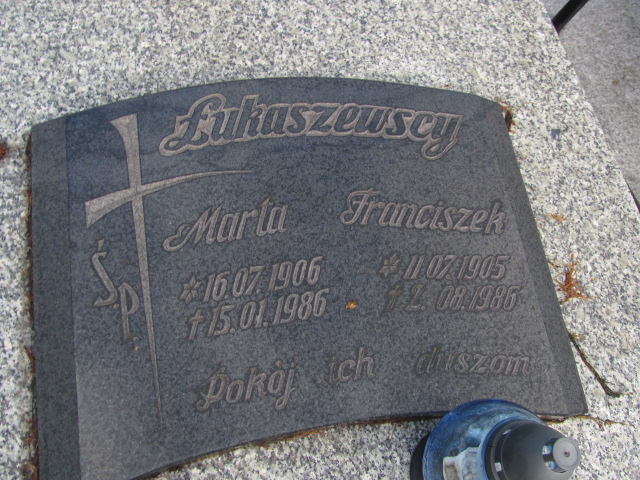 Łukaszewscy
Ś.P. Marta Franciszek
*16.07.1906 *11.07.1905
†15.01.1986 †2.08.1986
Pokój ich duszom